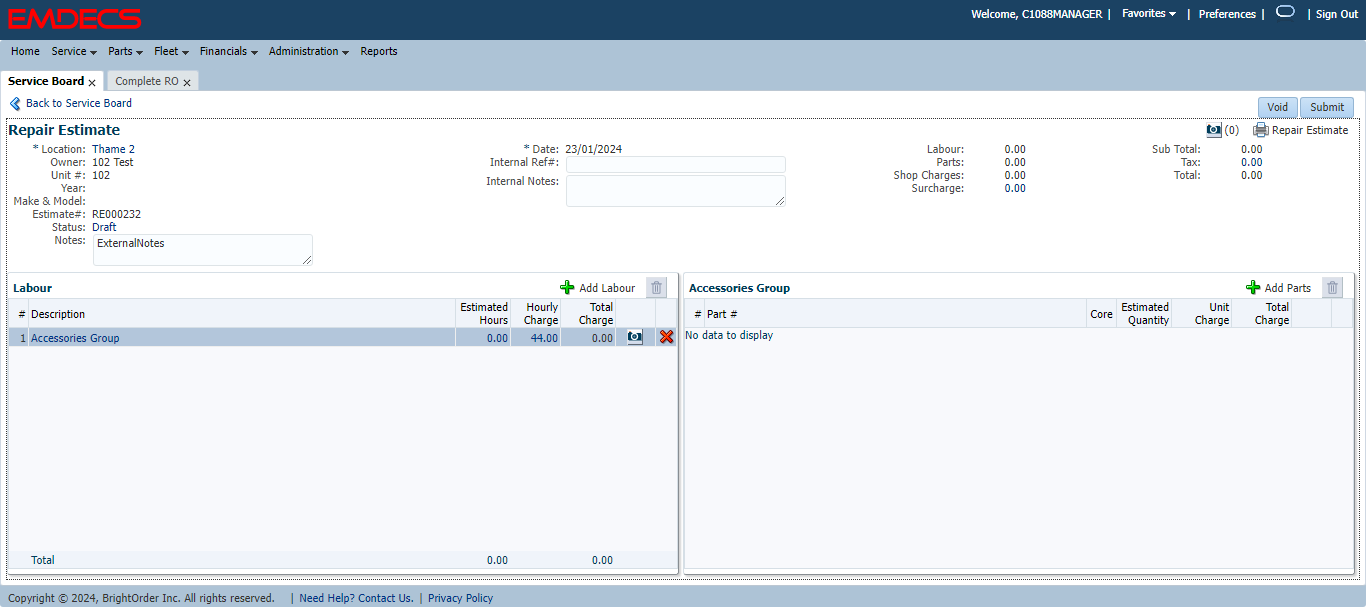 EMDECS
Welcome, C1088MANAGER | Favorites | Preferences | | Sign Out
Home Service Parts Fleet Financials Administration Reports
Service Board x Complete RO x
Back to Service Board
Void Submit
Repair Estimate
(0) Repair Estimate
* Location: Thame 2
Owner: 102 Test
Unit #: 102
Year:
Make & Model:
Estimate#: RE000232
Status: Draft
Notes: ExternalNotes
* Date: 23/01/2024
Internal Ref#:
Internal Notes:
Labour: 0.00
Parts: 0.00
Shop Charges: 0.00
Surcharge: 0.00
Sub Total: 0.00
Tax: 0.00
Total: 0.00
Labour
Add Labour
# Description Estimated Hours Hourly Charge Total Charge
1 Accessories Group 0.00 44.00 0.00
Total 0.00 0.00
Accessories Group
Add Parts
# Part # Core Estimated Quantity Unit Charge Total Charge
No data to display
Copyright © 2024, BrightOrder Inc. All rights reserved. | Need Help? Contact Us. | Privacy Policy